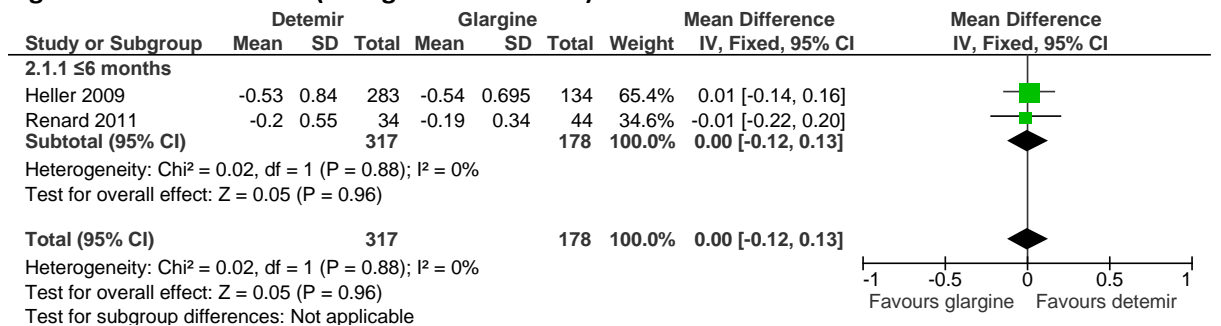 Detemir Glargine Mean Difference Mean Difference
Study or Subgroup Mean SD Total Mean SD Total Weight IV, Fixed, 95% CI IV, Fixed, 95% CI
2.1.1 ≤6 months
Heller 2009 -0.53 0.84 283 -0.54 0.695 134 65.4% 0.01 [-0.14, 0.16]
Renard 2011 -0.2 0.55 34 -0.19 0.34 44 34.6% -0.01 [-0.22, 0.20]
Subtotal (95% CI) 317 178 100.0% 0.00 [-0.12, 0.13]
Heterogeneity: Chi² = 0.02, df = 1 (P = 0.88); I² = 0%
Test for overall effect: Z = 0.05 (P = 0.96)
Total (95% CI) 317 178 100.0% 0.00 [-0.12, 0.13]
Heterogeneity: Chi² = 0.02, df = 1 (P = 0.88); I² = 0%
Test for overall effect: Z = 0.05 (P = 0.96)
Test for subgroup differences: Not applicable
-1 -0.5 0 0.5 1
Favours glargine Favours detemir